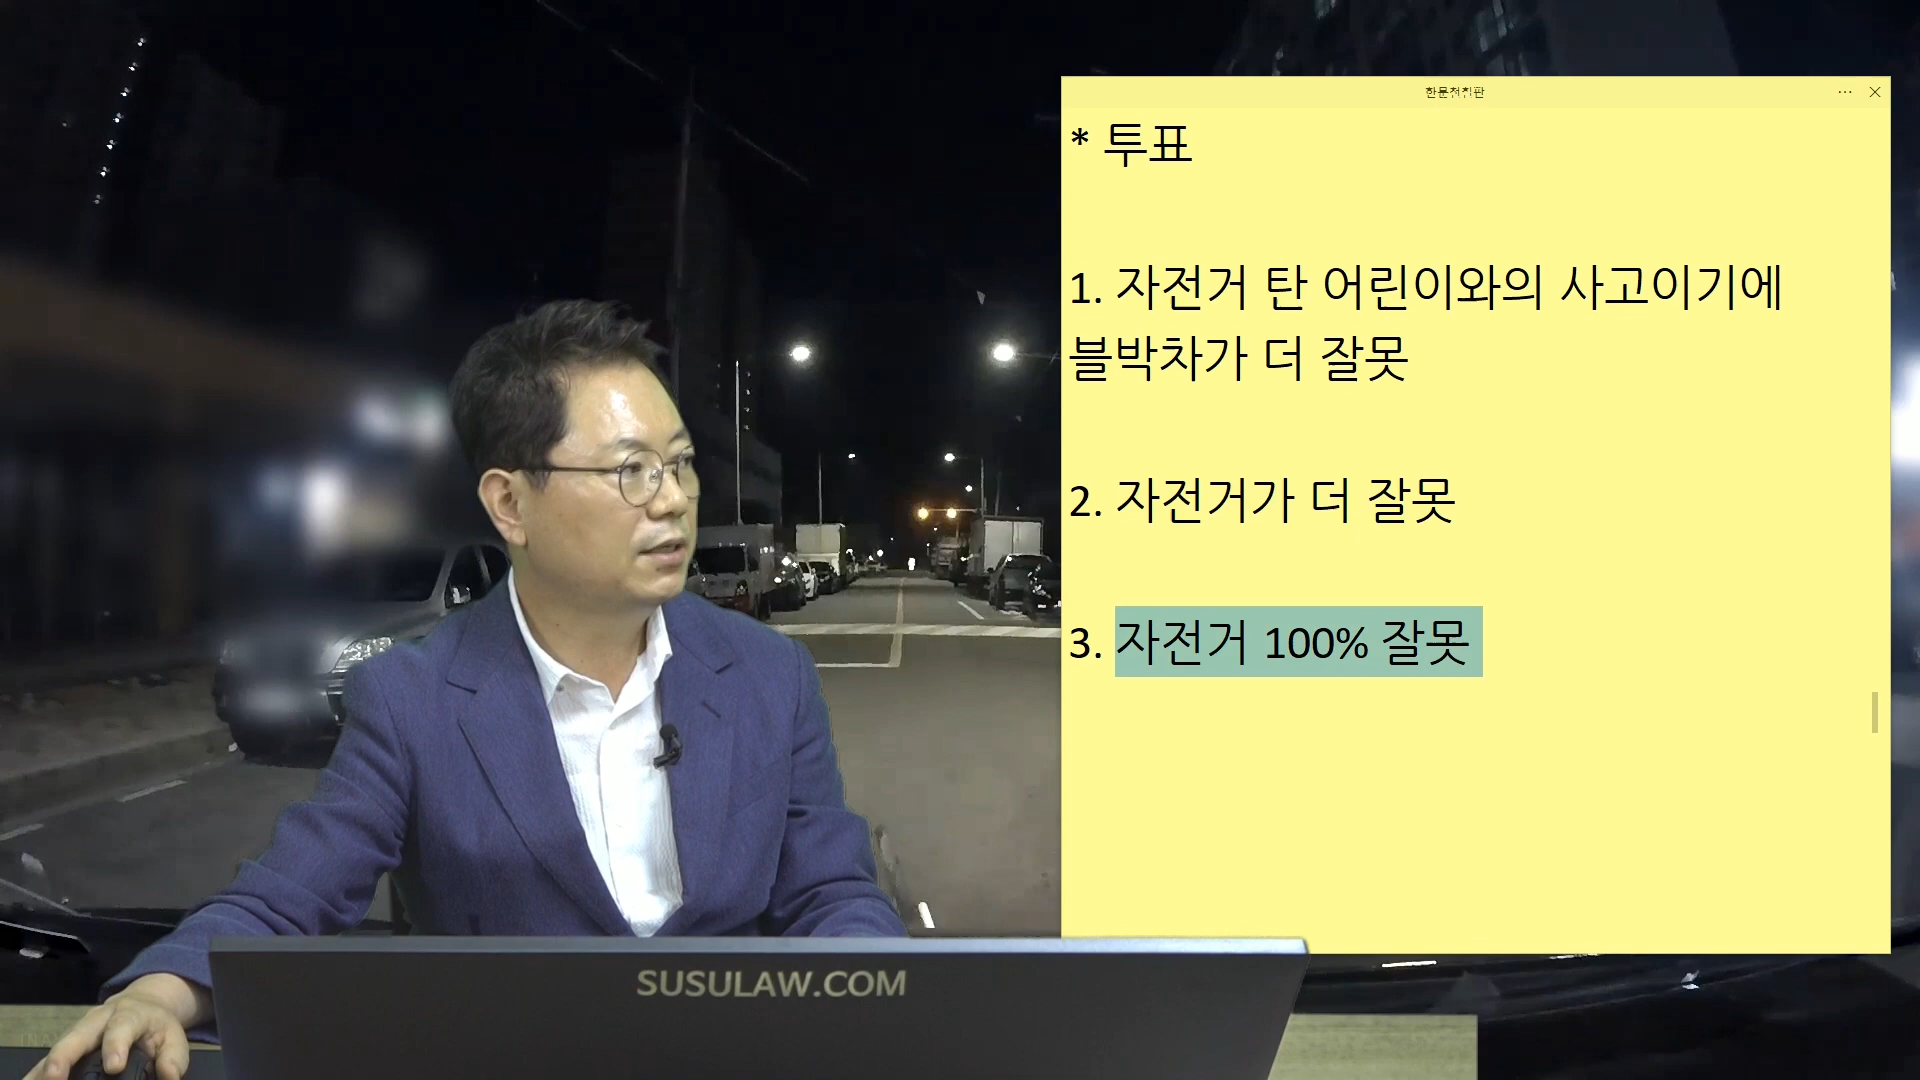 한문철칠판
* 투표
1. 자전거 탄 어린이와의 사고이기에
블박차가 더 잘못
2. 자전거가 더 잘못
3. 자전거 100% 잘못
SUSULAW.COM